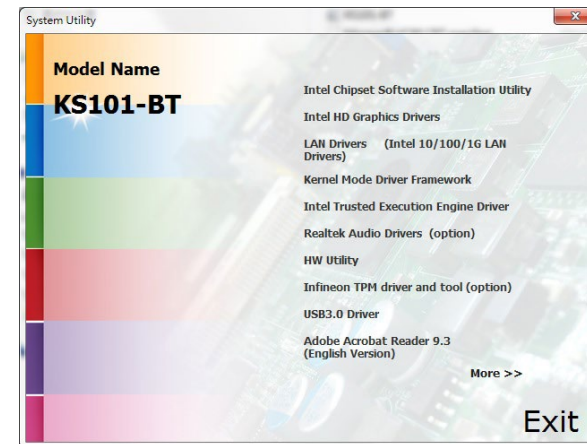 System Utility
Model Name
KS101-BT
Intel Chipset Software Installation Utility
Intel HD Graphics Drivers
LAN Drivers (Intel 10/100/1G LAN
Drivers)
Kernel Mode Driver Framework
Intel Trusted Execution Engine Driver
Realtek Audio Drivers (option)
HW Utility
Infineon TPM driver and tool (option)
USB3.0 Driver
Adobe Acrobat Reader 9.3
(English Version)
More >>
Exit